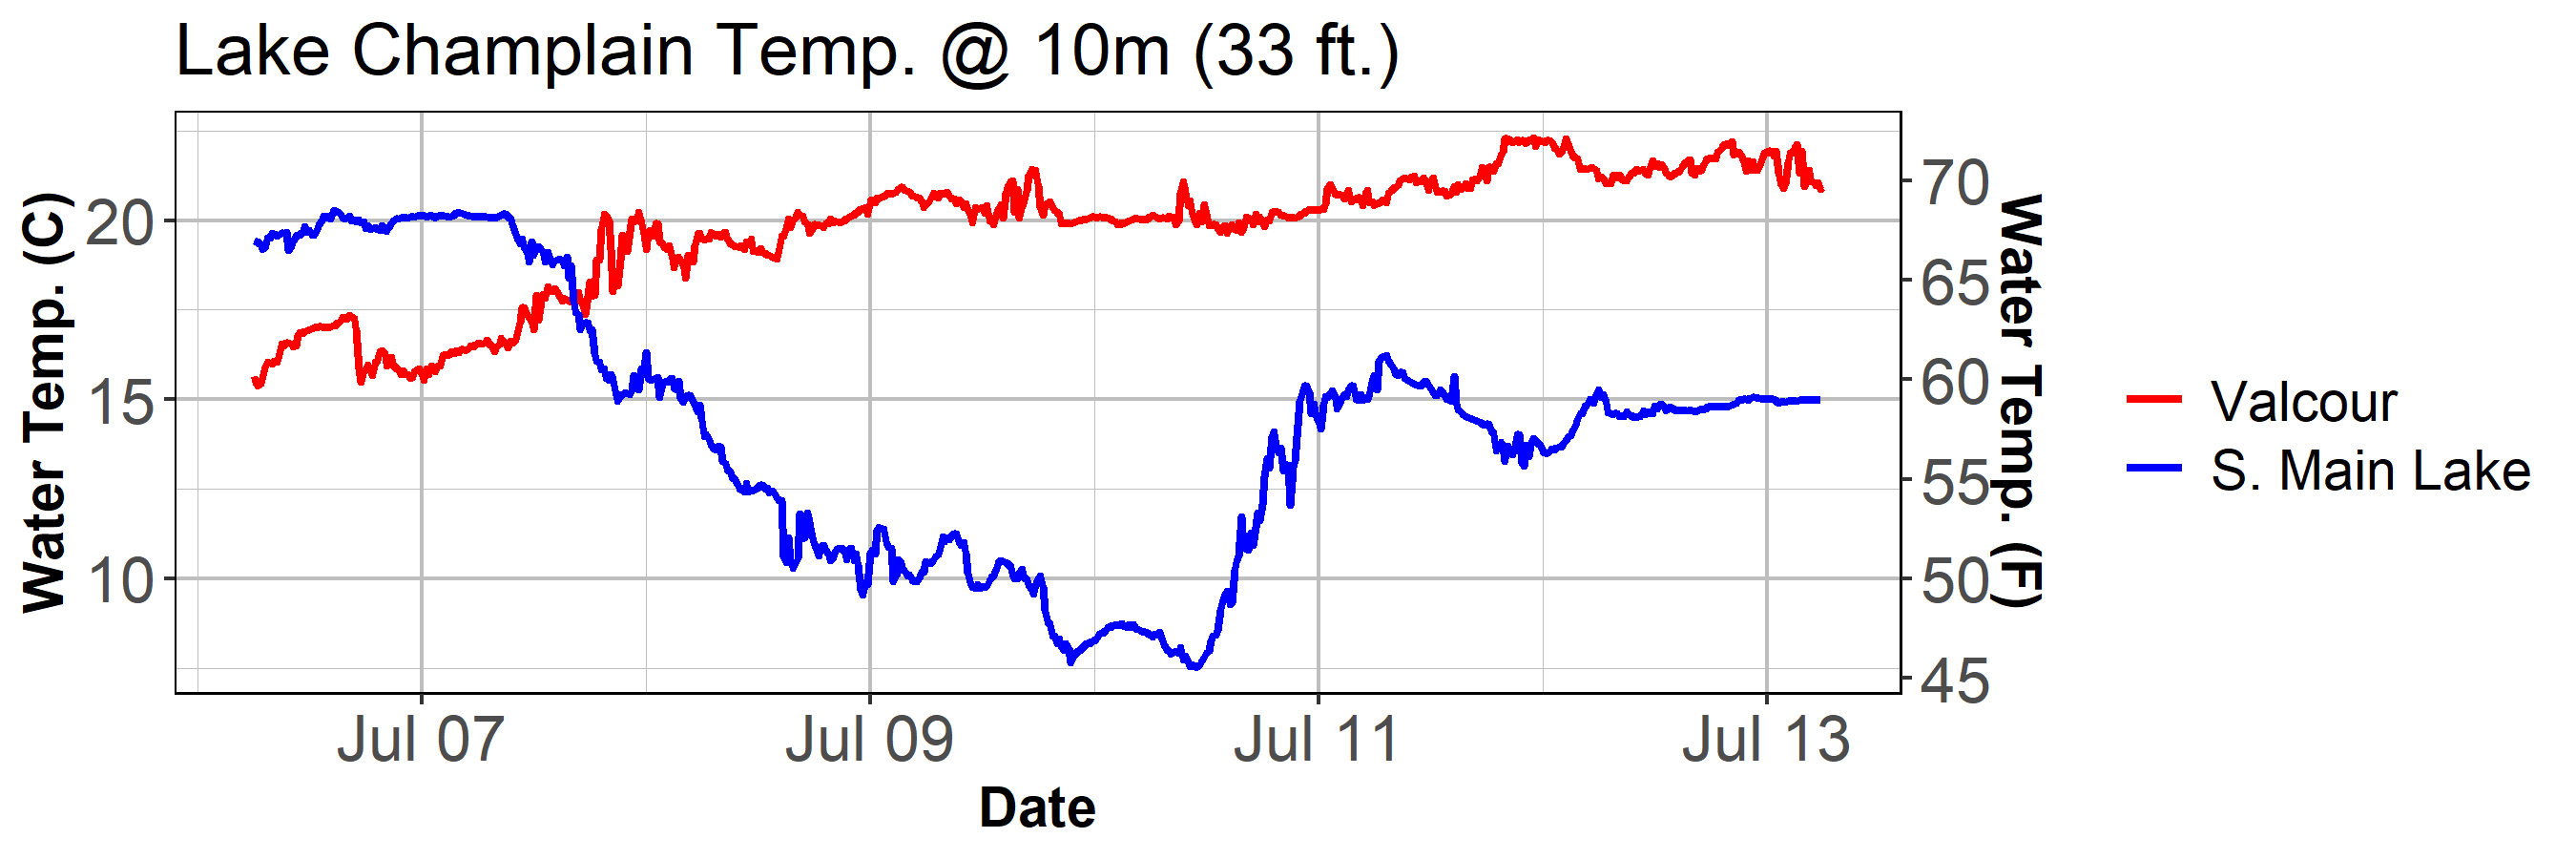 Lake Champlain Temp. @ 10m (33 ft.)
Water Temp. (C)
20
15
10
70
65
60
55
50
45
Water Temp. (F)
Jul 07 Jul 09 Jul 11 Jul 13
Date
Valcour
S. Main Lake